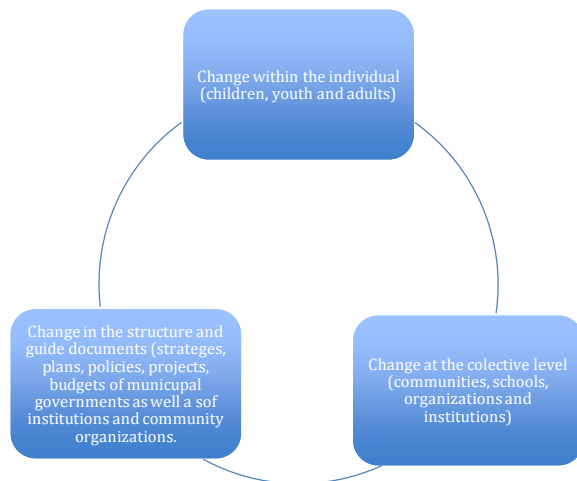 Change within the individual
(children, youth and adults)
Change in the structure and
guide documents (strateges,
plans, policies, projects,
budgets of municupal
governments as well a sof
institutions and community
organizations.
Change at the colective level
(communities, schools,
organizations and
institutions)